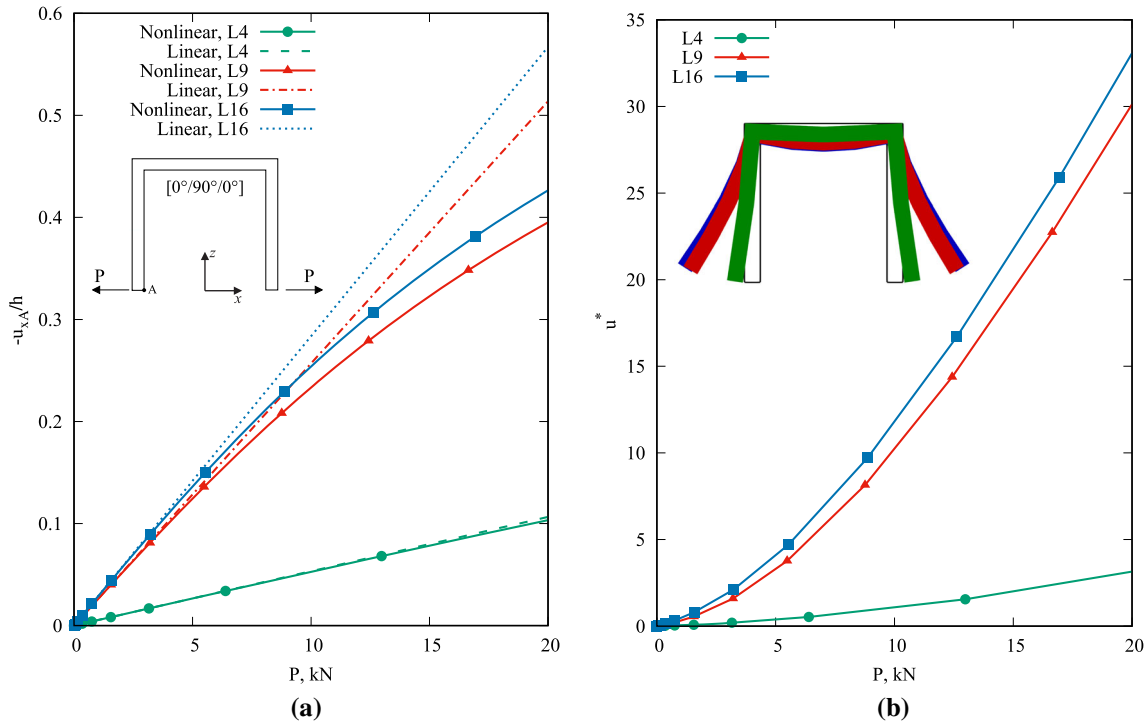 0.6
0.5
0.4
0.3
0.2
0.1
0
-u_xA/h
Nonlinear, L4
Linear, L4
Nonlinear, L9
Linear, L9
Nonlinear, L16
Linear, L16
[0°/90°/0°]
P
A
z
x
P
0 5 10 15 20
P, kN
(a)
35
30
25
20
15
10
5
0
u*
L4
L9
L16
0 5 10 15 20
P, kN
(b)